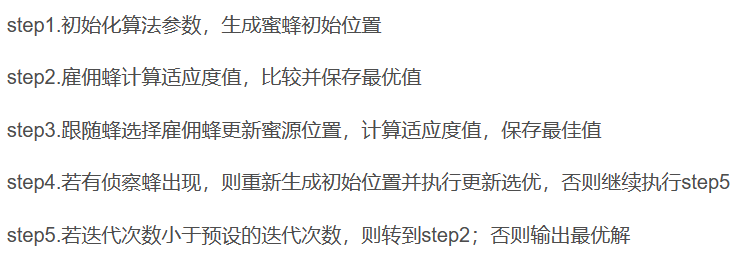 step1.初始化算法参数，生成蜜蜂初始位置
step2.雇佣蜂计算适应度值，比较并保存最优值
step3.跟随蜂选择雇佣蜂更新蜜源位置，计算适应度值，保存最佳值
step4.若有侦察蜂出现，则重新生成初始位置并执行更新选优，否则继续执行step5
step5.若迭代次数小于预设的迭代次数，则转到step2；否则输出最优解